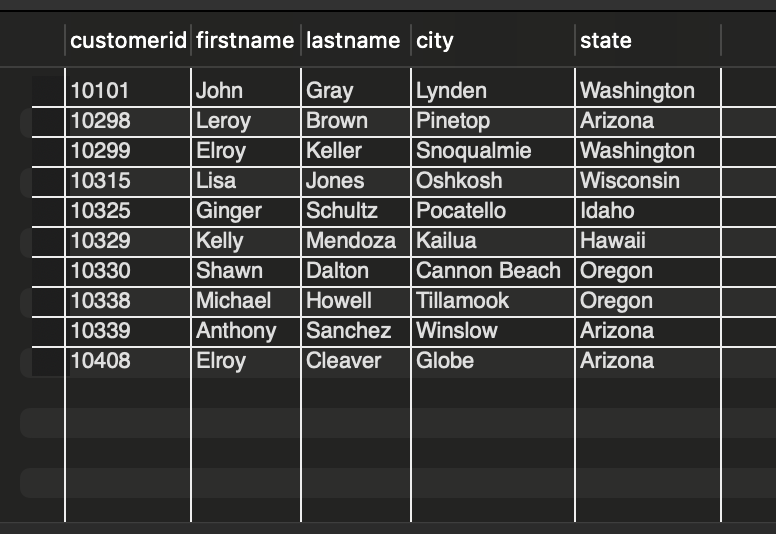 customerid firstname lastname city state
10101 John Gray Lynden Washington
10298 Leroy Brown Pinetop Arizona
10299 Elroy Keller Snoqualmie Washington
10315 Lisa Jones Oshkosh Wisconsin
10325 Ginger Schultz Pocatello Idaho
10329 Kelly Mendoza Kailua Hawaii
10330 Shawn Dalton Cannon Beach Oregon
10338 Michael Howell Tillamook Oregon
10339 Anthony Sanchez Winslow Arizona
10408 Elroy Cleaver Globe Arizona